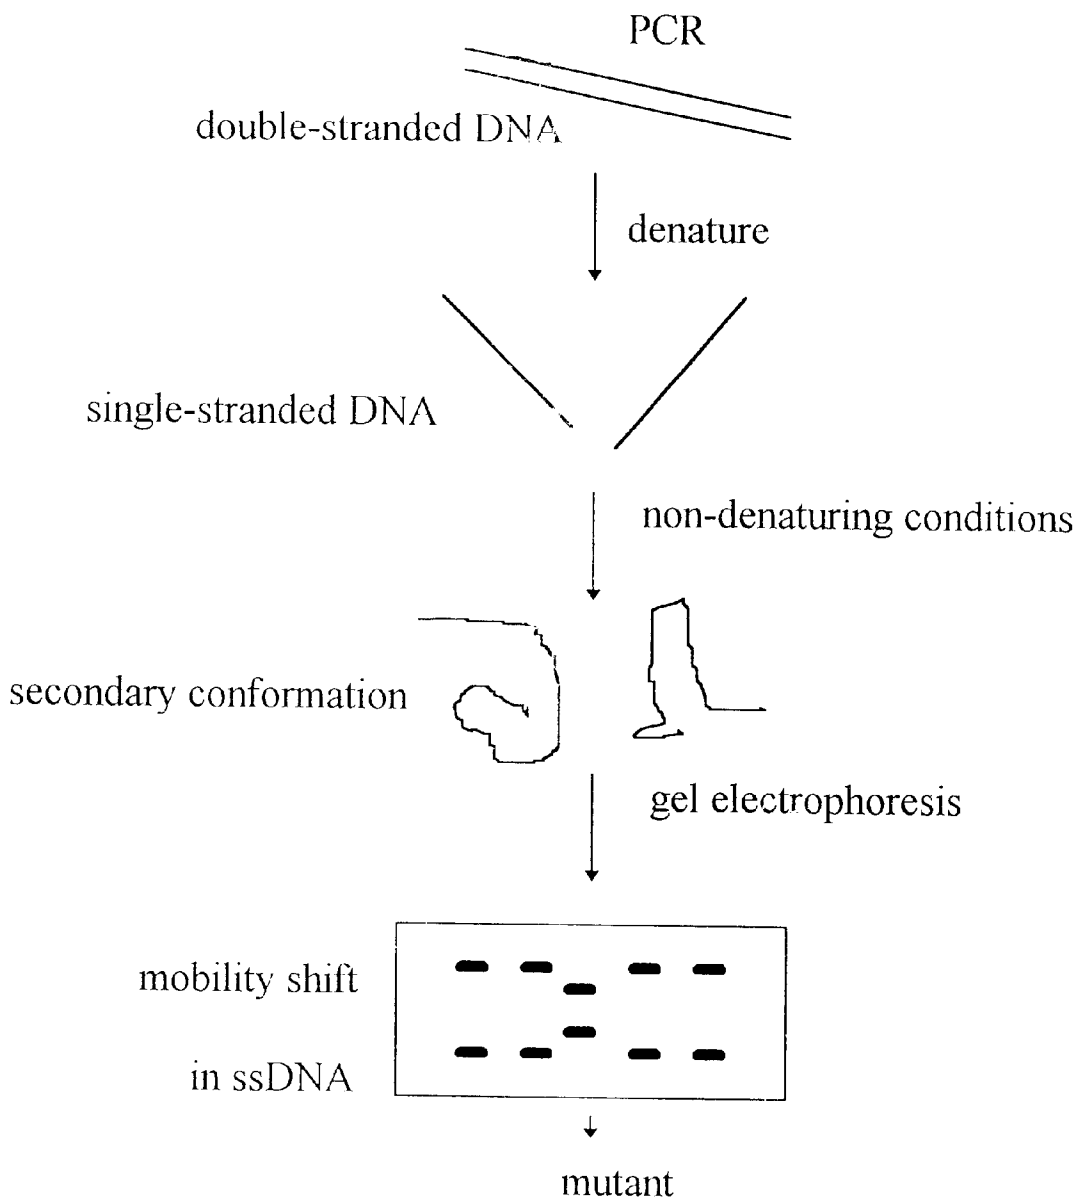 PCR
double-stranded DNA
denature
single-stranded DNA
non-denaturing conditions
secondary conformation
gel electrophoresis
mobility shift
in ssDNA
mutant